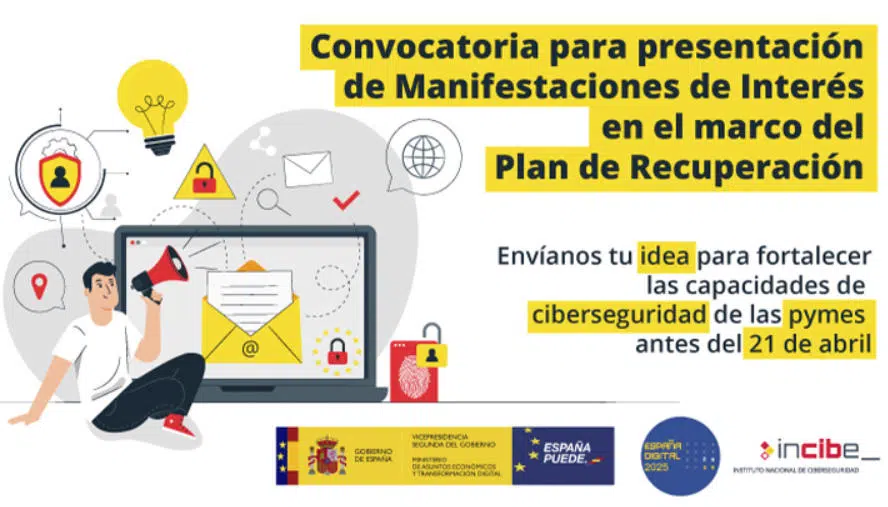 Convocatoria para presentación
de Manifestaciones de Interés
en el marco del
Plan de Recuperación
Envíanos tu idea para fortalecer
las capacidades de
ciberseguridad de las pymes
antes del 21 de abril
@
GOBIERNO
DE ESPAÑA
VICEPRESIDENCIA
SEGUNDA DEL GOBIERNO
MINISTERIO
DE ASUNTOS ECONÓMICOS
Y TRANSFORMACIÓN DIGITAL
ESPAÑA
PUEDE.
ESPAÑA
DIGITAL
2025
incibe_
INSTITUTO NACIONAL DE CIBERSEGURIDAD